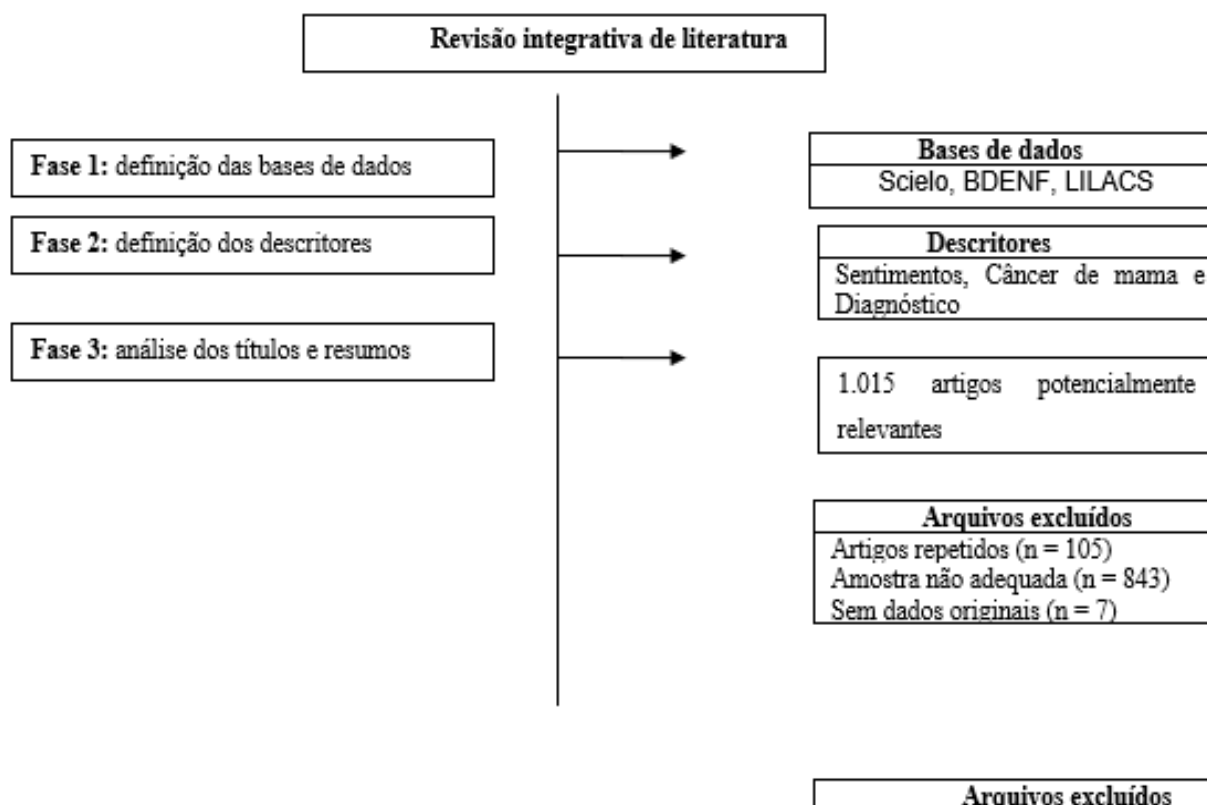 Revisão integrativa de literatura
Fase 1: definição das bases de dados
Bases de dados
Scielo, BDENF, LILACS
Fase 2: definição dos descritores
Descritores
Sentimentos, Câncer de mama e
Diagnóstico
Fase 3: análise dos títulos e resumos
1.015 artigos potencialmente
relevantes
Arquivos excluídos
Artigos repetidos (n = 105)
Amostra não adequada (n = 843)
Sem dados originais (n = 7)
Arquivos excluídos